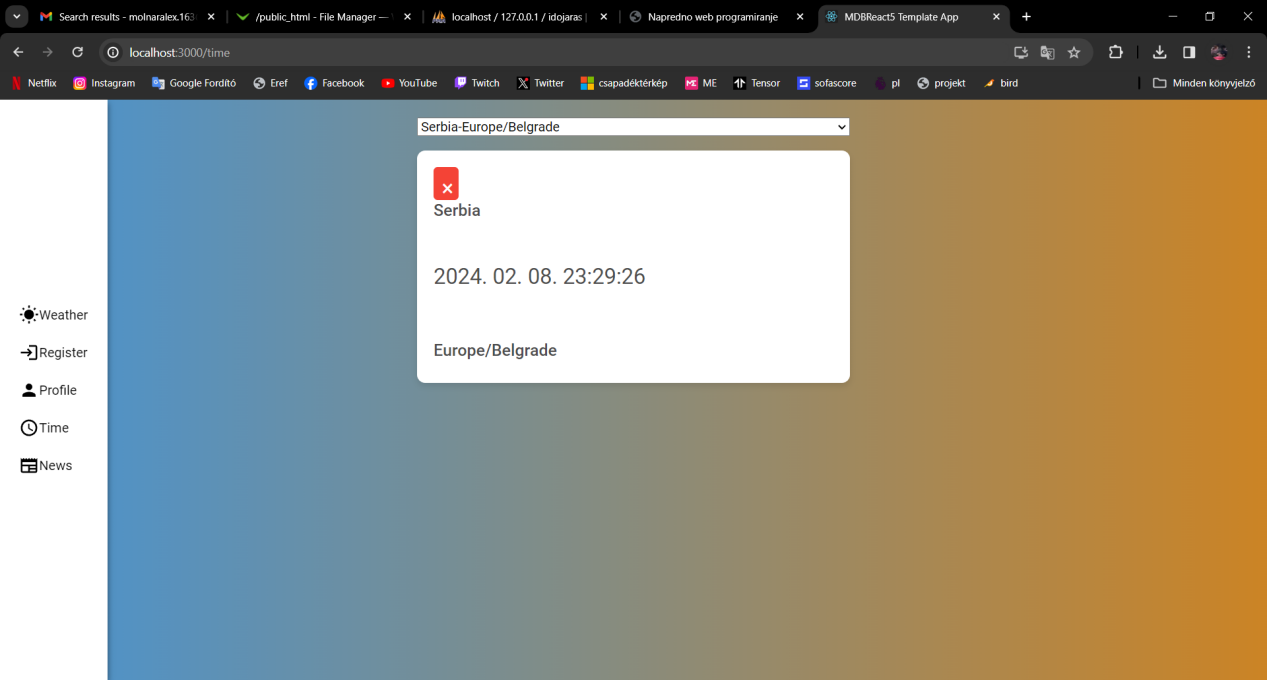 Search results - molnaralex.163
/public_html - File Manager —
localhost / 127.0.0.1 / idojaras |
Napredno web programiranje
MDBReact5 Template App
localhost:3000/time
Netflix
Instagram
Google Fordító
Eref
Facebook
YouTube
Twitch
Twitter
csapadéktérkép
ME
Tensor
sofascore
pl
projekt
bird
Minden könyvjelző
Serbia-Europe/Belgrade
Serbia
2024. 02. 08. 23:29:26
Europe/Belgrade
Weather
Register
Profile
Time
News